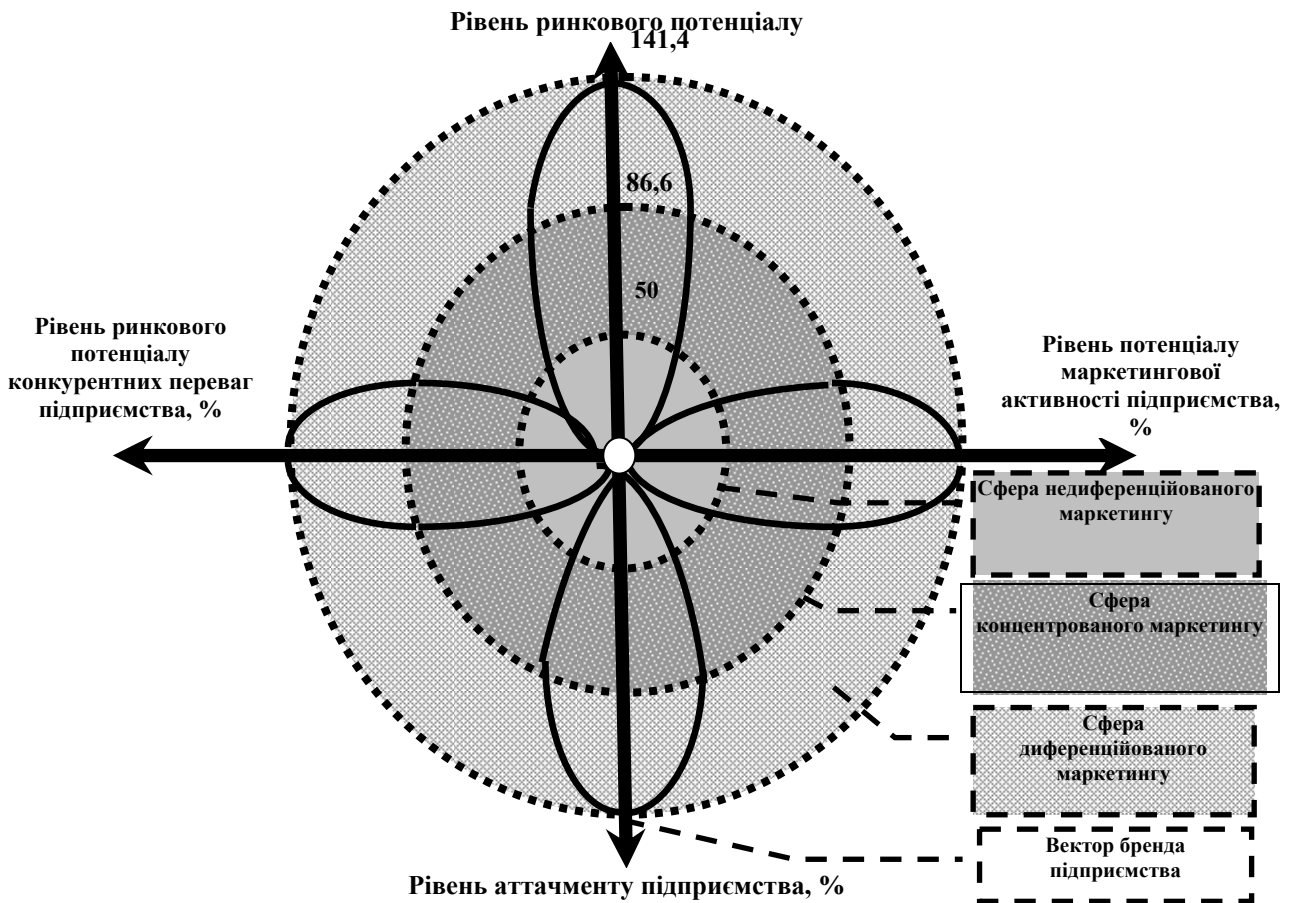 Рівень ринкового потенціалу
141,4
86,6
50
Рівень ринкового
потенціалу
конкурентних переваг
підприємства, %
Рівень потенціалу
маркетингової
активності підприємства,
%
Сфера недиференційованого
маркетингу
Сфера
концентрованого маркетингу
Сфера
диференційованого
маркетингу
Вектор бренда
підприємства
Рівень аттачменту підприємства, %